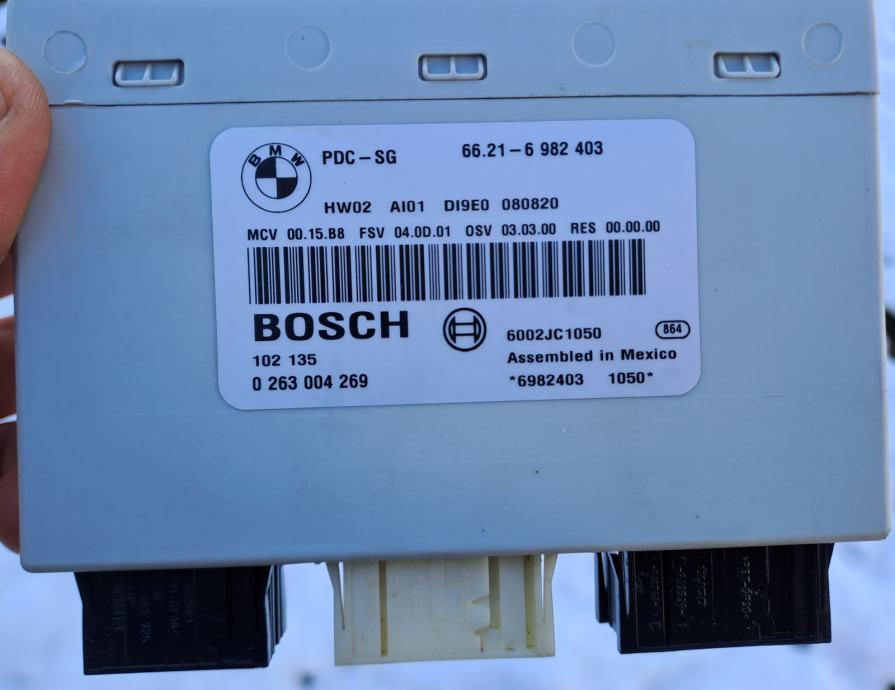 BMW
PDC-SG 66.21-6 982 403
HW02 AI01 DI9E0 080820
MCV 00.15.B8 FSV 04.0D.01 OSV 03.03.00 RES 00.00.00
BOSCH
6002JC1050 864
102 135
Assembled in Mexico
0 263 004 269
*6982403 1050*